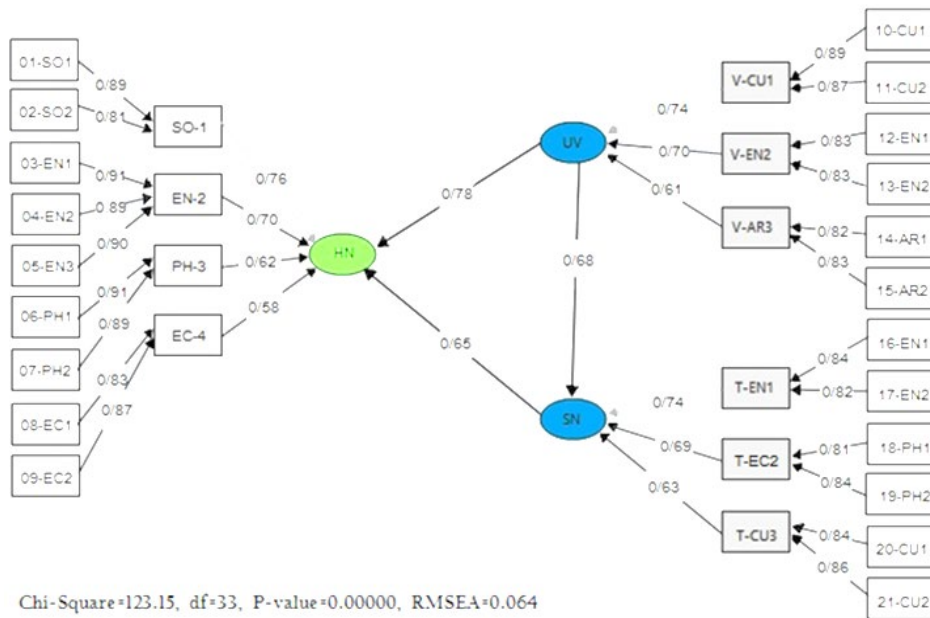 01-SO1
0/89
02-SO2
0/81
SO-1
03-EN1
0/91
04-EN2
0/89
EN-2
05-EN3
0/90
0/76
0/70
06-PH1
0/91
PH-3
0/62
07-PH2
0/89
EC-4
0/58
08-EC1
0/83
09-EC2
0/87
HN
0/78
0/65
UV
0/68
SN
0/74
0/70
0/61
V-CU1
V-EN2
V-AR3
0/89
0/87
0/83
0/83
0/82
0/83
10-CU1
11-CU2
12-EN1
13-EN2
14-AR1
15-AR2
0/74
0/69
0/63
T-EN1
T-EC2
T-CU3
0/84
0/82
0/81
0/84
0/84
0/86
16-EN1
17-EN2
18-PH1
19-PH2
20-CU1
21-CU2
Chi-Square=123.15, df=33, P-value=0.00000, RMSEA=0.064